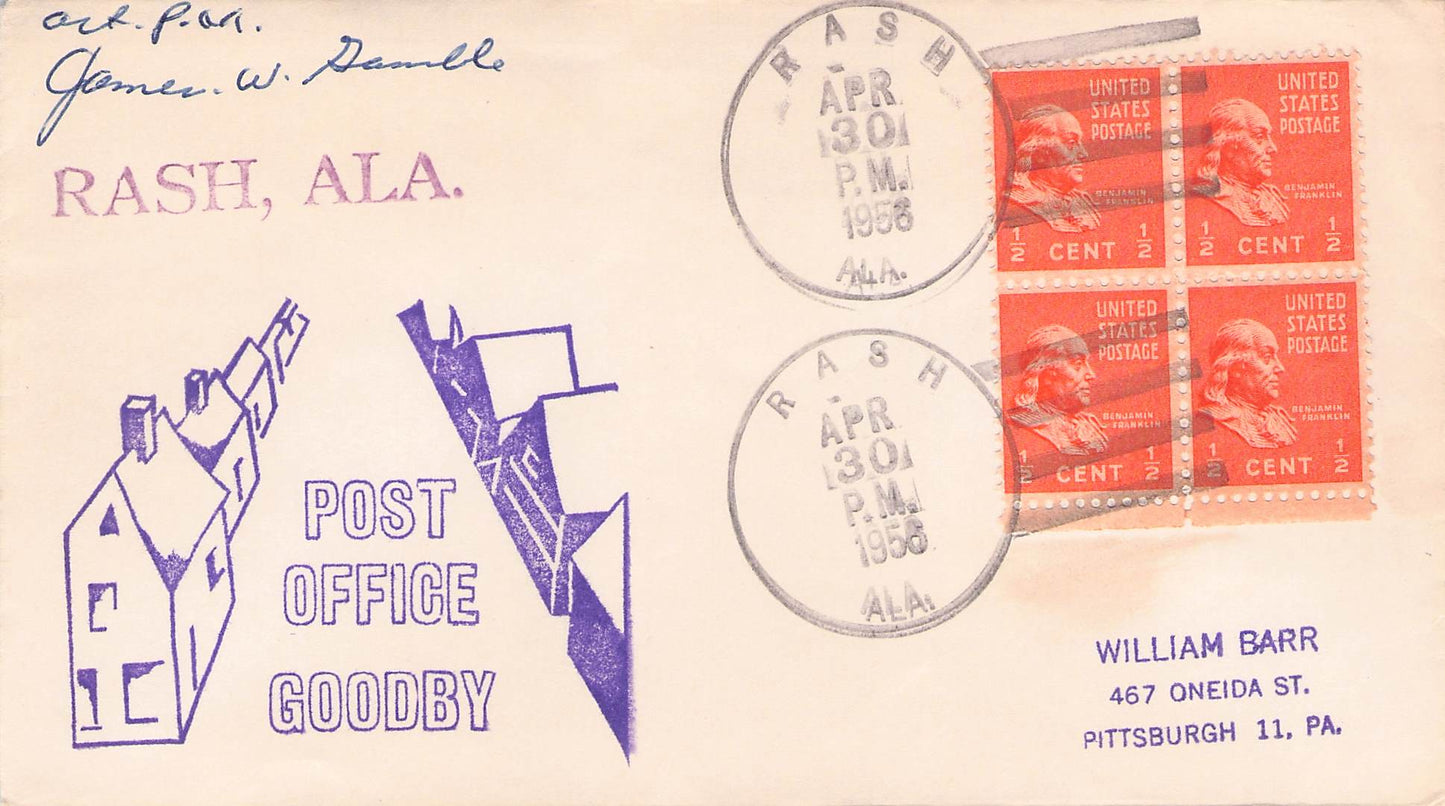 act. P.M.
James. W. Gamble
RASH, ALA.
POST
OFFICE
GOODBY
RASH
APR
30
P.M.
1958
ALA.
RASH
APR
30
P.M.
1958
ALA.
UNITED
STATES
POSTAGE
BENJAMIN
FRANKLIN
1/2 CENT 1/2
UNITED
STATES
POSTAGE
BENJAMIN
FRANKLIN
1/2 CENT 1/2
UNITED
STATES
POSTAGE
BENJAMIN
FRANKLIN
1/2 CENT 1/2
UNITED
STATES
POSTAGE
BENJAMIN
FRANKLIN
1/2 CENT 1/2
WILLIAM BARR
467 ONEIDA ST.
PITTSBURGH 11, PA.